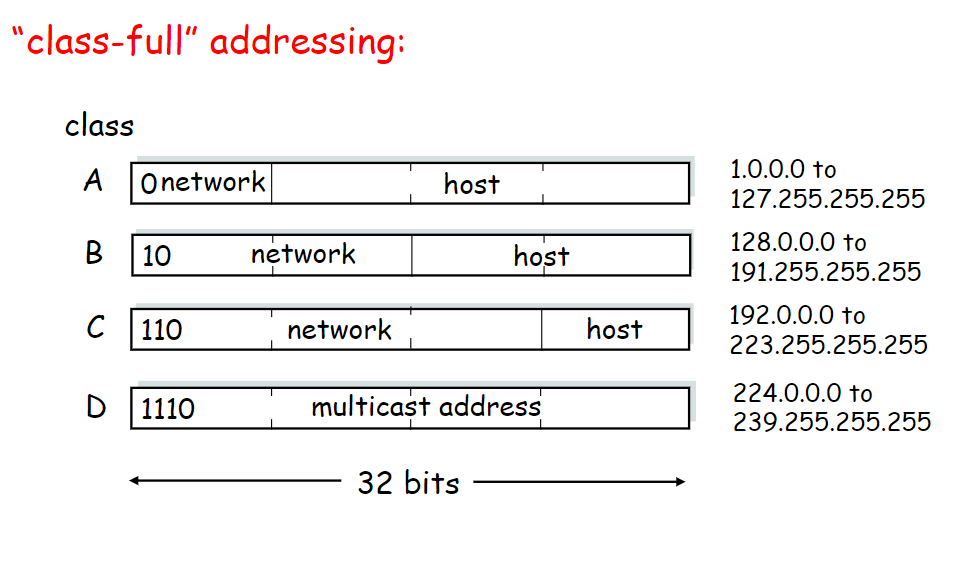 “class-full” addressing:
class
A 0network host 1.0.0.0 to
127.255.255.255
B 10 network host 128.0.0.0 to
191.255.255.255
C 110 network host 192.0.0.0 to
223.255.255.255
D 1110 multicast address 224.0.0.0 to
239.255.255.255
32 bits